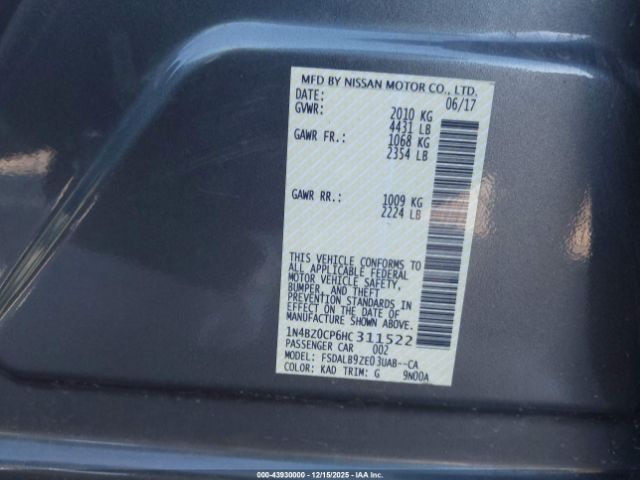 MFD BY NISSAN MOTOR CO., LTD.
DATE: 06/17
GVWR: 2010 KG
4431 LB
GAWR FR.: 1068 KG
2354 LB
GAWR RR.: 1009 KG
2224 LB
THIS VEHICLE CONFORMS TO
ALL APPLICABLE FEDERAL
MOTOR VEHICLE SAFETY,
BUMPER, AND THEFT
PREVENTION STANDARDS IN
EFFECT ON THE DATE OF
MANUFACTURE SHOWN ABOVE.
1N4BZ0CP6HC311522
PASSENGER CAR 002
MODEL: FSDALB9ZE03UAB--CA
COLOR: KAD TRIM: G 9N00A
000-43930000 - 12/15/2025 - IAA Inc.